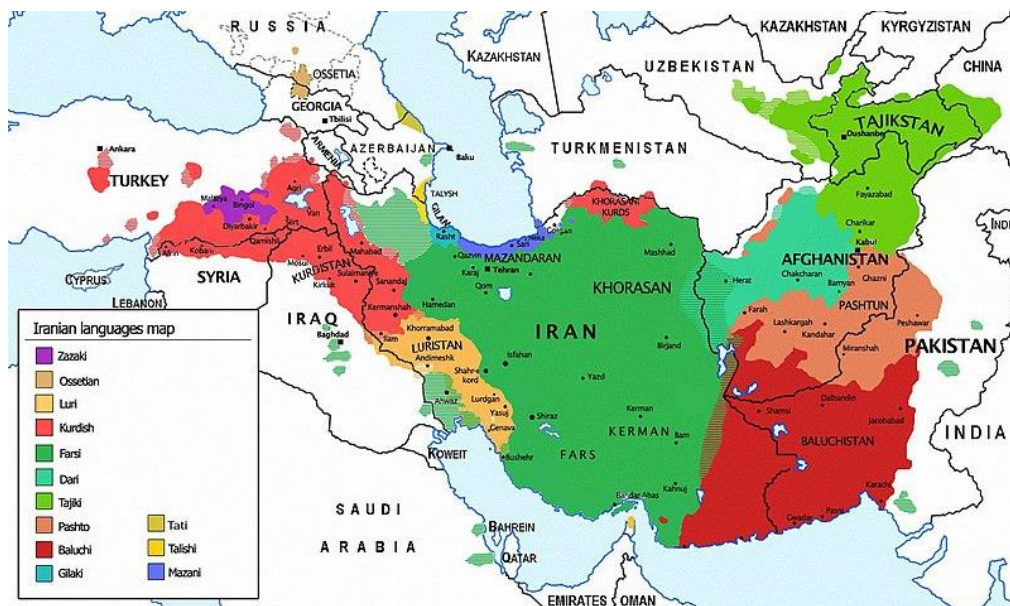 RUSSIA
KAZAKHSTAN
KYRGYZISTAN
KAZAKHSTAN
UZBEKISTAN
CHINA
OSSETIA
GEORGIA
Tbilisi
TAJIKSTAN
Dushanbe
Ankara
ARMENIA
AZERBAIJAN
Baku
TURKMENISTAN
TURKEY
Agri
TALYSH
Malatya
Bingol
Van
GILAN
KHORASANI
KURDS
Fayazabad
Diyarbakir
Siirt
Rasht
Neka
Gorgan
Charikar
Afrin
Kobani
Qamishli
Erbil
Mahabad
Qazvin
Sari
MAZANDARAN
Mashhad
Kabul
Mosul
KURDISTAN
Karaj
Tehran
AFGHANISTAN
CYPRUS
SYRIA
Sulaimaniye
Kirkuk
Sanandaj
Qom
KHORASAN
Herat
Chakcharan
Bamyan
Ghazni
LEBANON
Kermanshah
Hamedan
PASHTUN
IRAQ
Khorramabad
IRAN
Farah
Lashkargah
Kandahar
Peshawar
Baghdad
Ilam
LURISTAN
Andimeshk
Isfahan
Birjand
Miranshah
PAKISTAN
Shahr-e
kord
Yazd
Ahwaz
Lurdgan
Yasuj
Shiraz
Kerman
Shamsi
Dalbandin
Jacobabad
Genava
KERMAN
BALUCHISTAN
INDIA
KOWEIT
Bushehr
FARS
Bam
Kahnuj
Karachi
SAUDI
ARABIA
Bandar Abas
Gwadar
Pasni
BAHREIN
QATAR
EMIRATES
OMAN
Iranian languages map
Zazaki
Ossetian
Luri
Kurdish
Farsi
Dari
Tajiki
Pashto
Baluchi
Gilaki
Tati
Talishi
Mazani